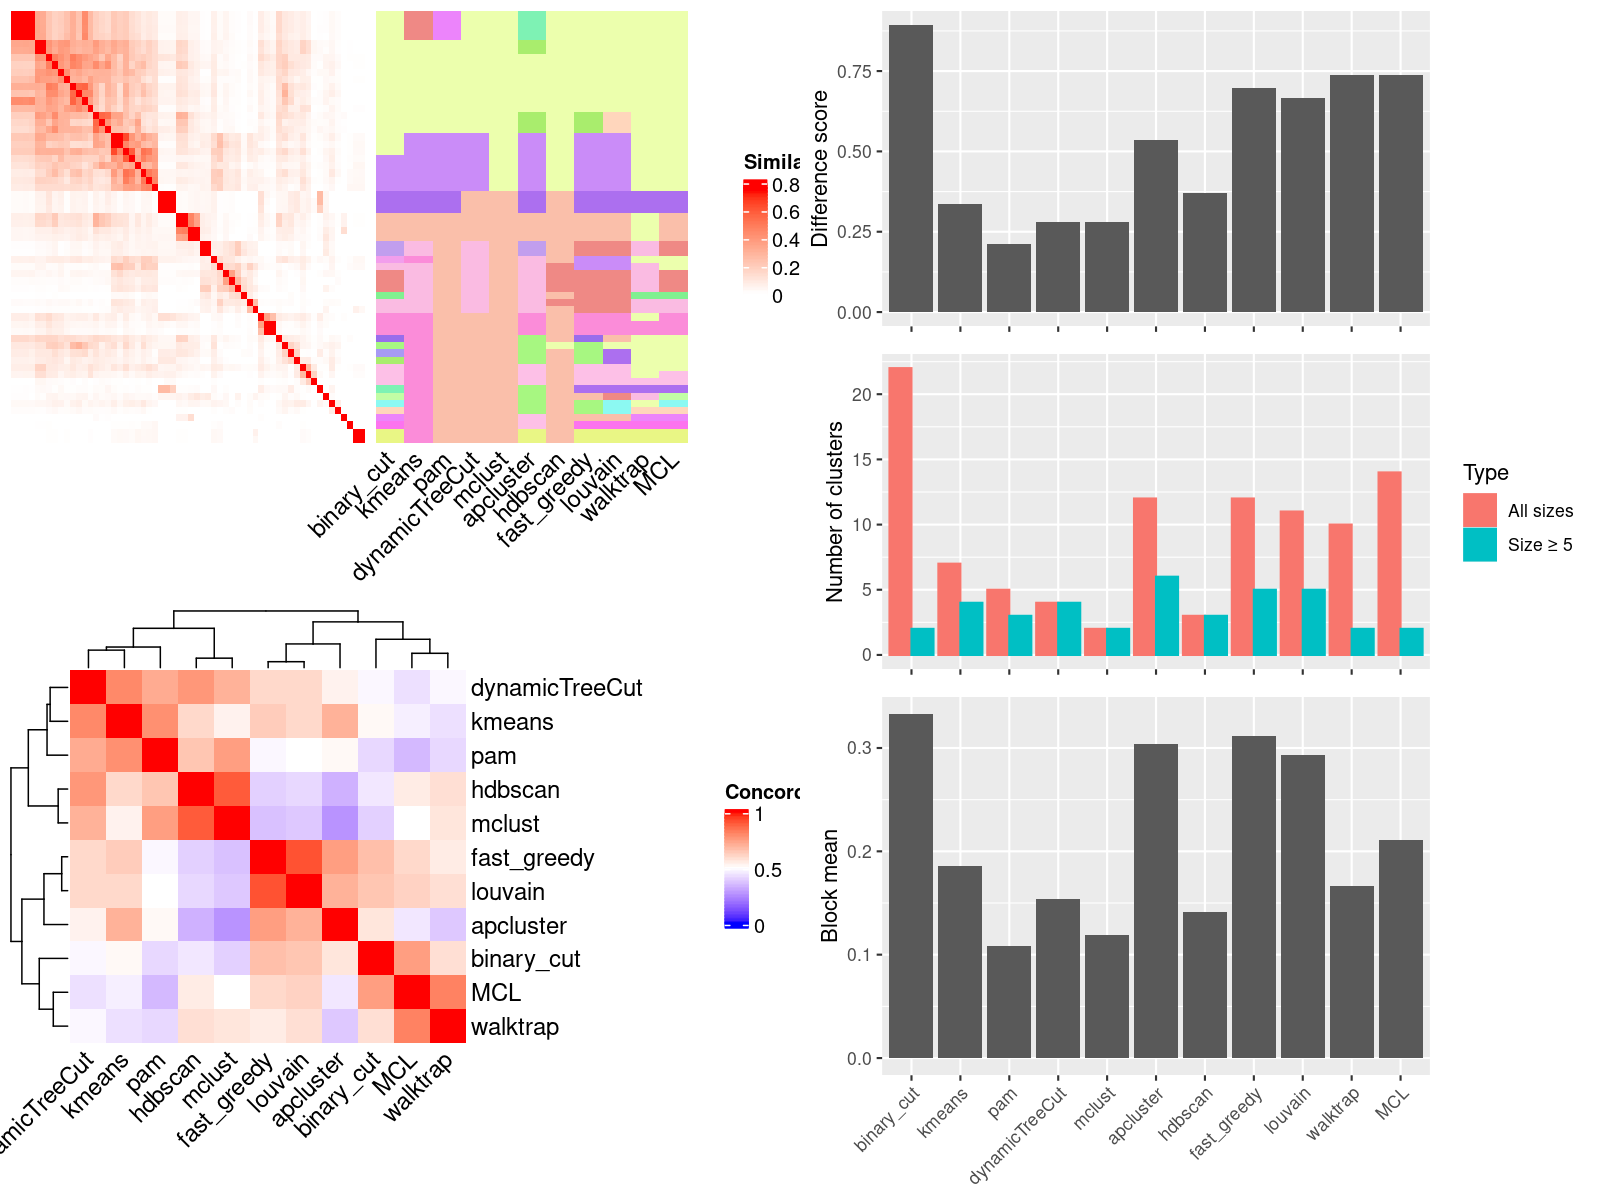 Simila
0.8
0.6
0.4
0.2
0
binary_cut
kmeans
pam
dynamicTreeCut
mclust
apcluster
hdbscan
fast_greedy
louvain
walktrap
MCL
Difference score
0.75
0.50
0.25
0.00
Number of clusters
20
15
10
5
0
Type
All sizes
Size ≥ 5
dynamicTreeCut
kmeans
pam
hdbscan
mclust
fast_greedy
louvain
apcluster
binary_cut
MCL
walktrap
amicTreeCut
kmeans
pam
hdbscan
mclust
fast_greedy
louvain
apcluster
binary_cut
MCL
walktrap
Concord
1
0.5
0
Block mean
0.3
0.2
0.1
0.0
binary_cut
kmeans
pam
dynamicTreeCut
mclust
apcluster
hdbscan
fast_greedy
louvain
walktrap
MCL